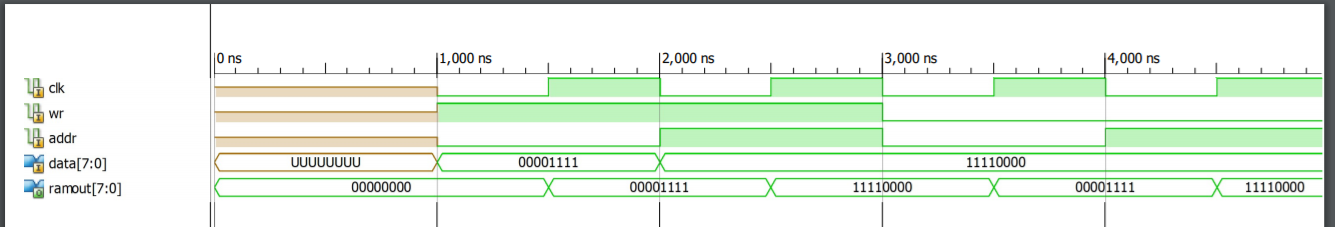 0 ns 1,000 ns 2,000 ns 3,000 ns 4,000 ns
clk
wr
addr
data[7:0] UUUUUUUU 00001111 11110000
ramout[7:0] 00000000 00001111 11110000 00001111 11110000